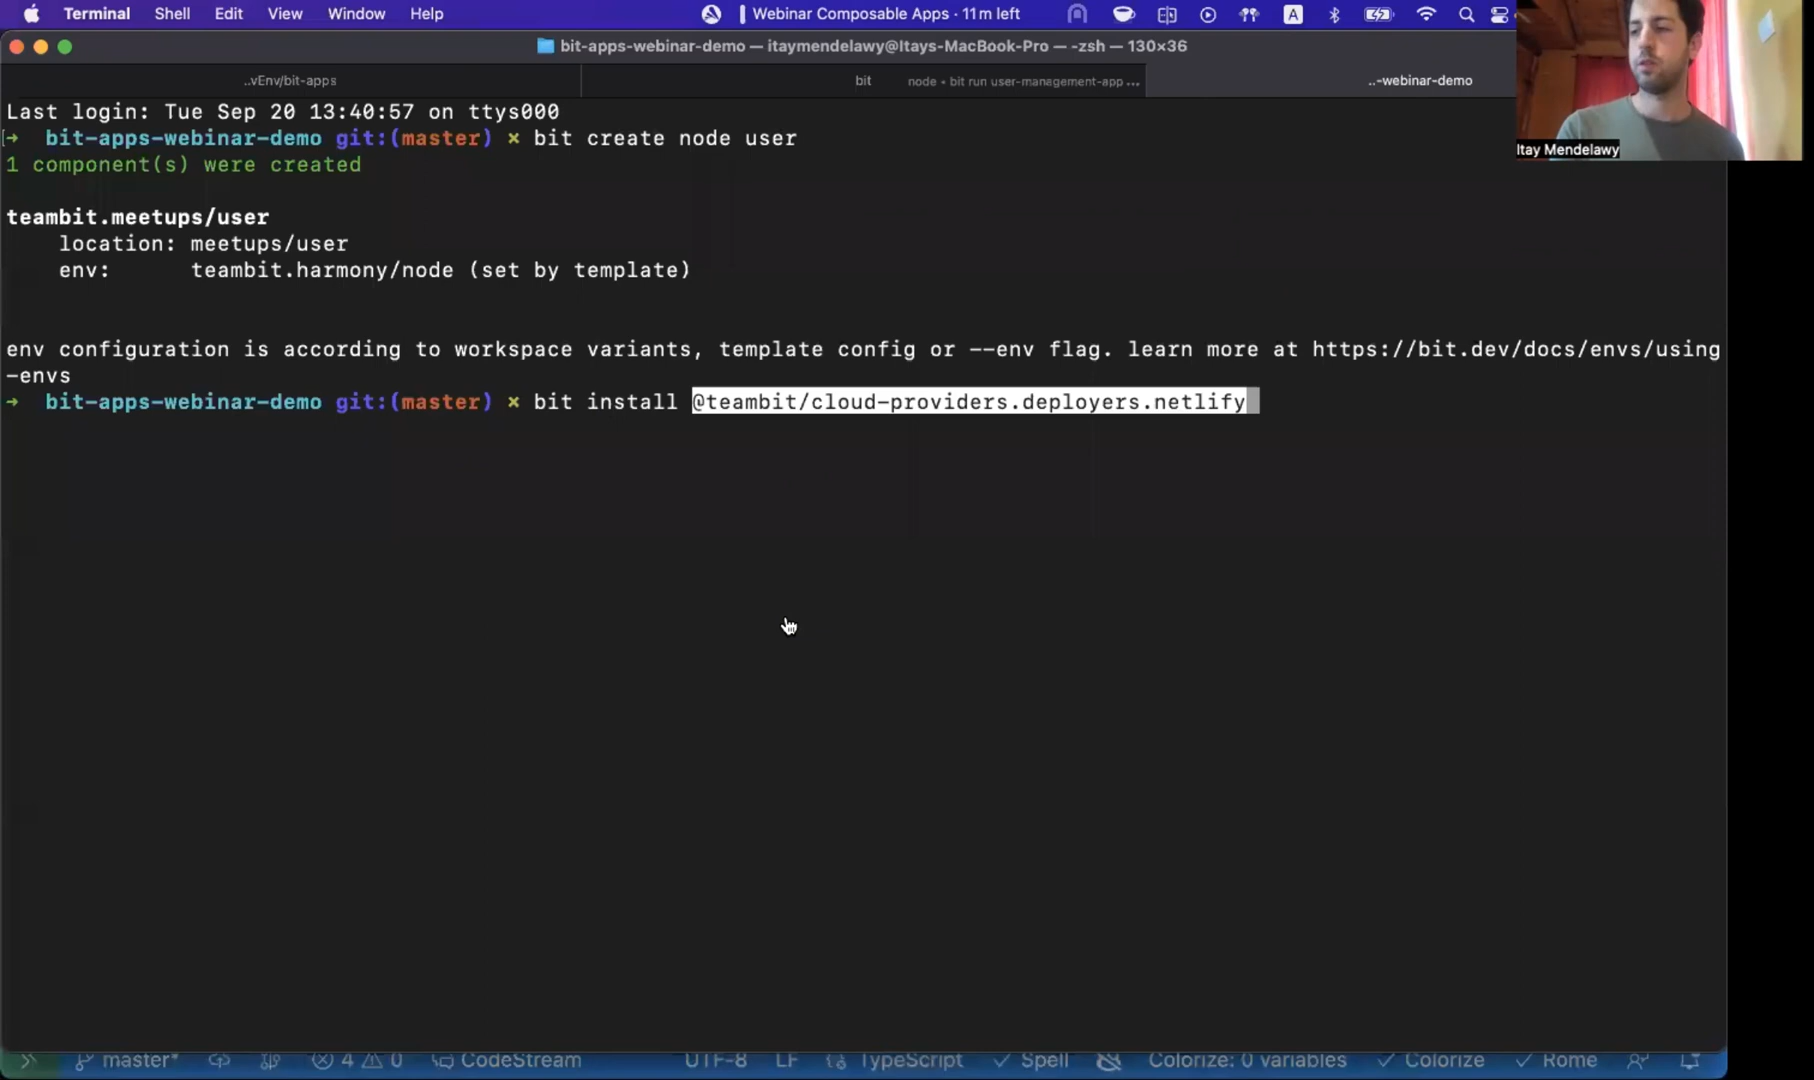 Terminal Shell Edit View Window Help Webinar Composable Apps · 11m left A
bit-apps-webinar-demo — itaymendelawy@Itays-MacBook-Pro — -zsh — 130×36
..vEnv/bit-apps bit node • bit run user-management-app ... ..-webinar-demo
Last login: Tue Sep 20 13:40:57 on ttys000
[→ bit-apps-webinar-demo git:(master) × bit create node user
1 component(s) were created
teambit.meetups/user
location: meetups/user
env: teambit.harmony/node (set by template)
env configuration is according to workspace variants, template config or --env flag. learn more at https://bit.dev/docs/envs/using
-envs
→ bit-apps-webinar-demo git:(master) × bit install @teambit/cloud-providers.deployers.netlify
Itay Mendelawy
master* 4 0 CodeStream UTF-8 LF TypeScript Spell Colorize: 0 variables Colorize Rome